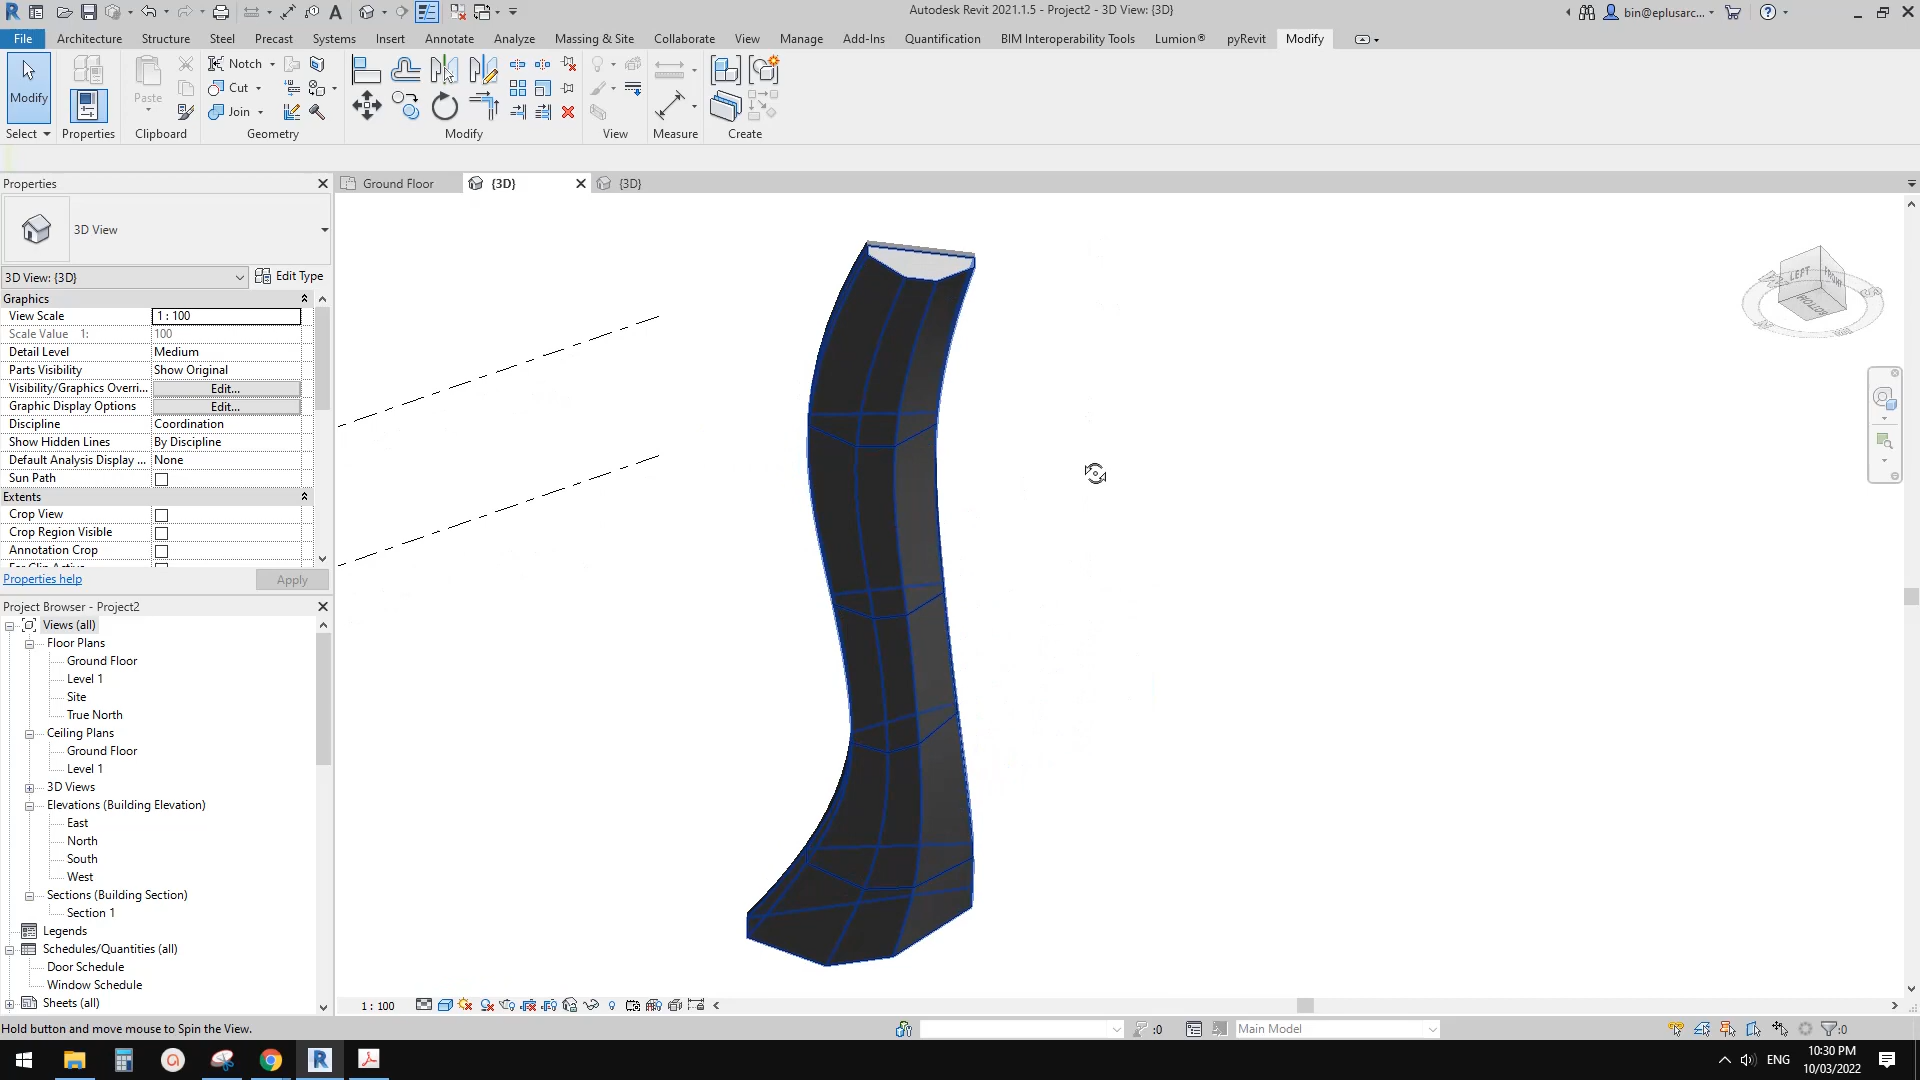 Autodesk Revit 2021.1.5 - Project2 - 3D View: {3D}
bin@eplusarc...
File Architecture Structure Steel Precast Systems Insert Annotate Analyze Massing & Site Collaborate View Manage Add-Ins Quantification BIM Interoperability Tools Lumion® pyRevit Modify
Modify
Paste
Notch
Cut
Join
Select Properties Clipboard Geometry Modify View Measure Create
Properties
Ground Floor
{3D}
{3D}
3D View
3D View: {3D}
Edit Type
Graphics
View Scale 1 : 100
Scale Value 1: 100
Detail Level Medium
Parts Visibility Show Original
Visibility/Graphics Overri... Edit...
Graphic Display Options Edit...
Discipline Coordination
Show Hidden Lines By Discipline
Default Analysis Display ... None
Sun Path
Extents
Crop View
Crop Region Visible
Annotation Crop
Properties help
Apply
LEFT
FRONT
BOTTOM
Project Browser - Project2
Views (all)
Floor Plans
Ground Floor
Level 1
Site
True North
Ceiling Plans
Ground Floor
Level 1
3D Views
Elevations (Building Elevation)
East
North
South
West
Sections (Building Section)
Section 1
Legends
Schedules/Quantities (all)
Door Schedule
Window Schedule
Sheets (all)
1 : 100
Hold button and move mouse to Spin the View.
:0
Main Model
:0
ENG
10:30 PM
10/03/2022